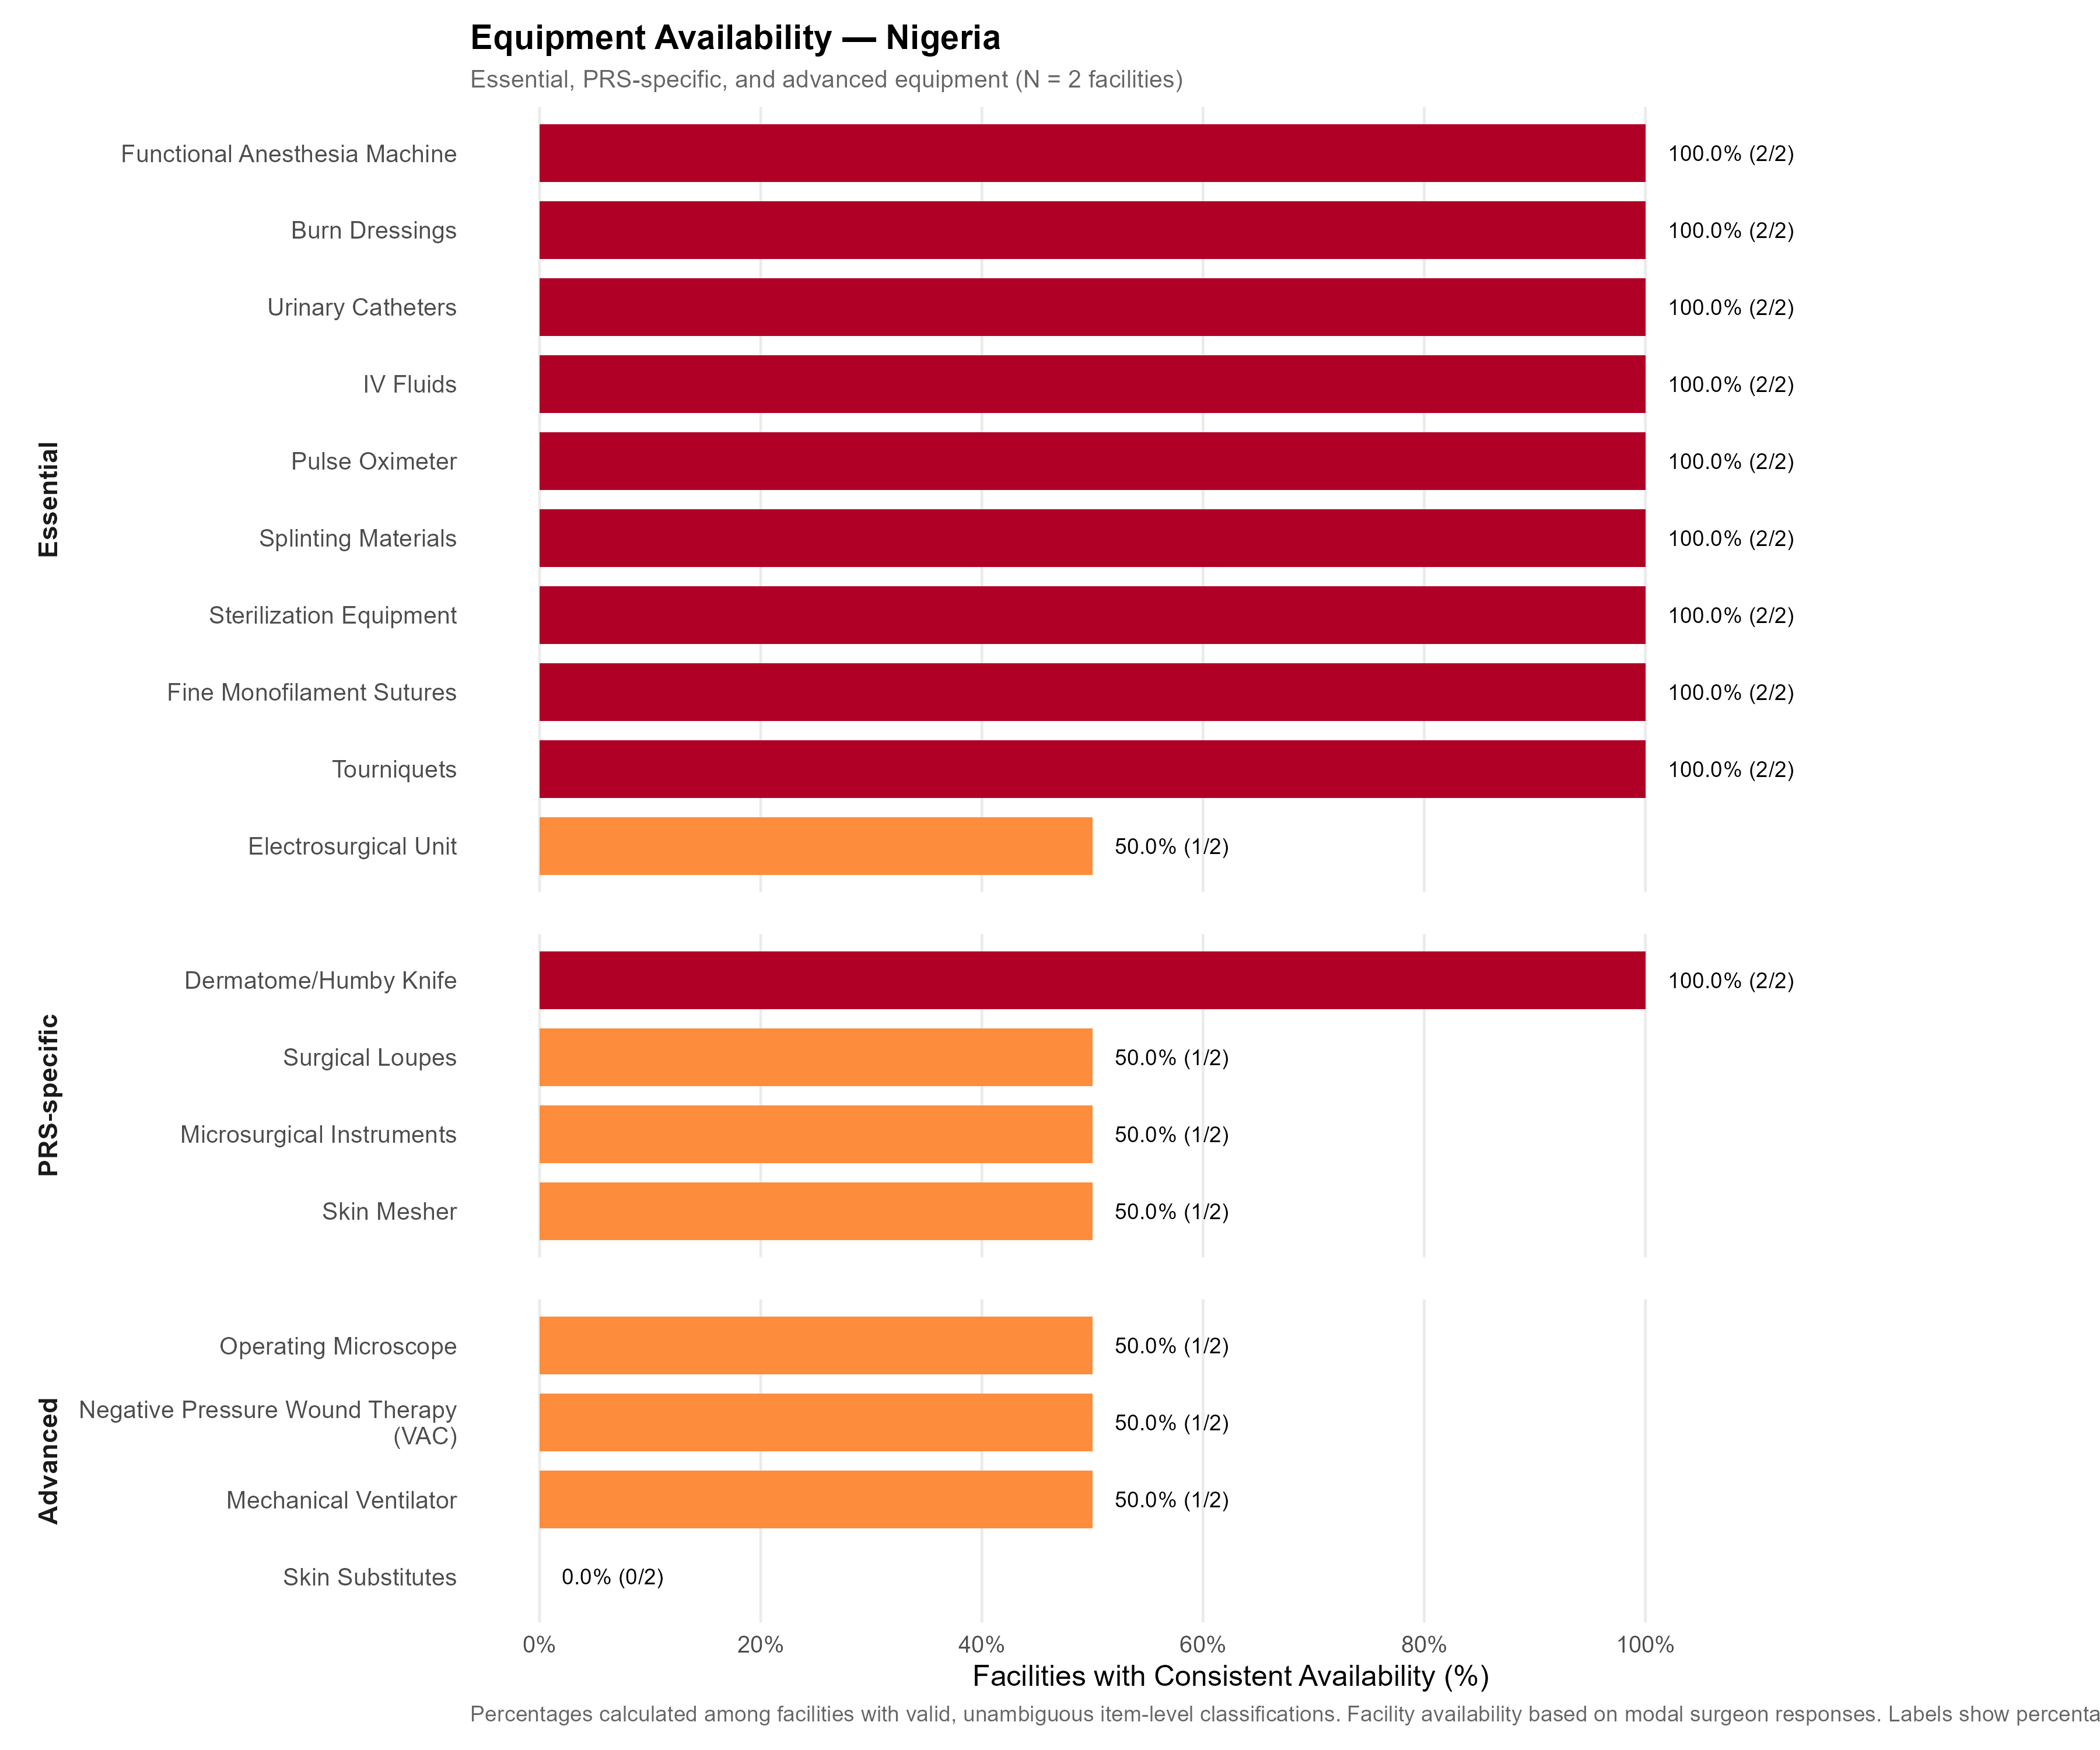 Equipment Availability — Nigeria
Essential, PRS-specific, and advanced equipment (N = 2 facilities)
Essential
Functional Anesthesia Machine 100.0% (2/2)
Burn Dressings 100.0% (2/2)
Urinary Catheters 100.0% (2/2)
IV Fluids 100.0% (2/2)
Pulse Oximeter 100.0% (2/2)
Splinting Materials 100.0% (2/2)
Sterilization Equipment 100.0% (2/2)
Fine Monofilament Sutures 100.0% (2/2)
Tourniquets 100.0% (2/2)
Electrosurgical Unit 50.0% (1/2)
PRS-specific
Dermatome/Humby Knife 100.0% (2/2)
Surgical Loupes 50.0% (1/2)
Microsurgical Instruments 50.0% (1/2)
Skin Mesher 50.0% (1/2)
Advanced
Operating Microscope 50.0% (1/2)
Negative Pressure Wound Therapy
(VAC) 50.0% (1/2)
Mechanical Ventilator 50.0% (1/2)
Skin Substitutes 0.0% (0/2)
0% 20% 40% 60% 80% 100%
Facilities with Consistent Availability (%)
Percentages calculated among facilities with valid, unambiguous item-level classifications. Facility availability based on modal surgeon responses. Labels show